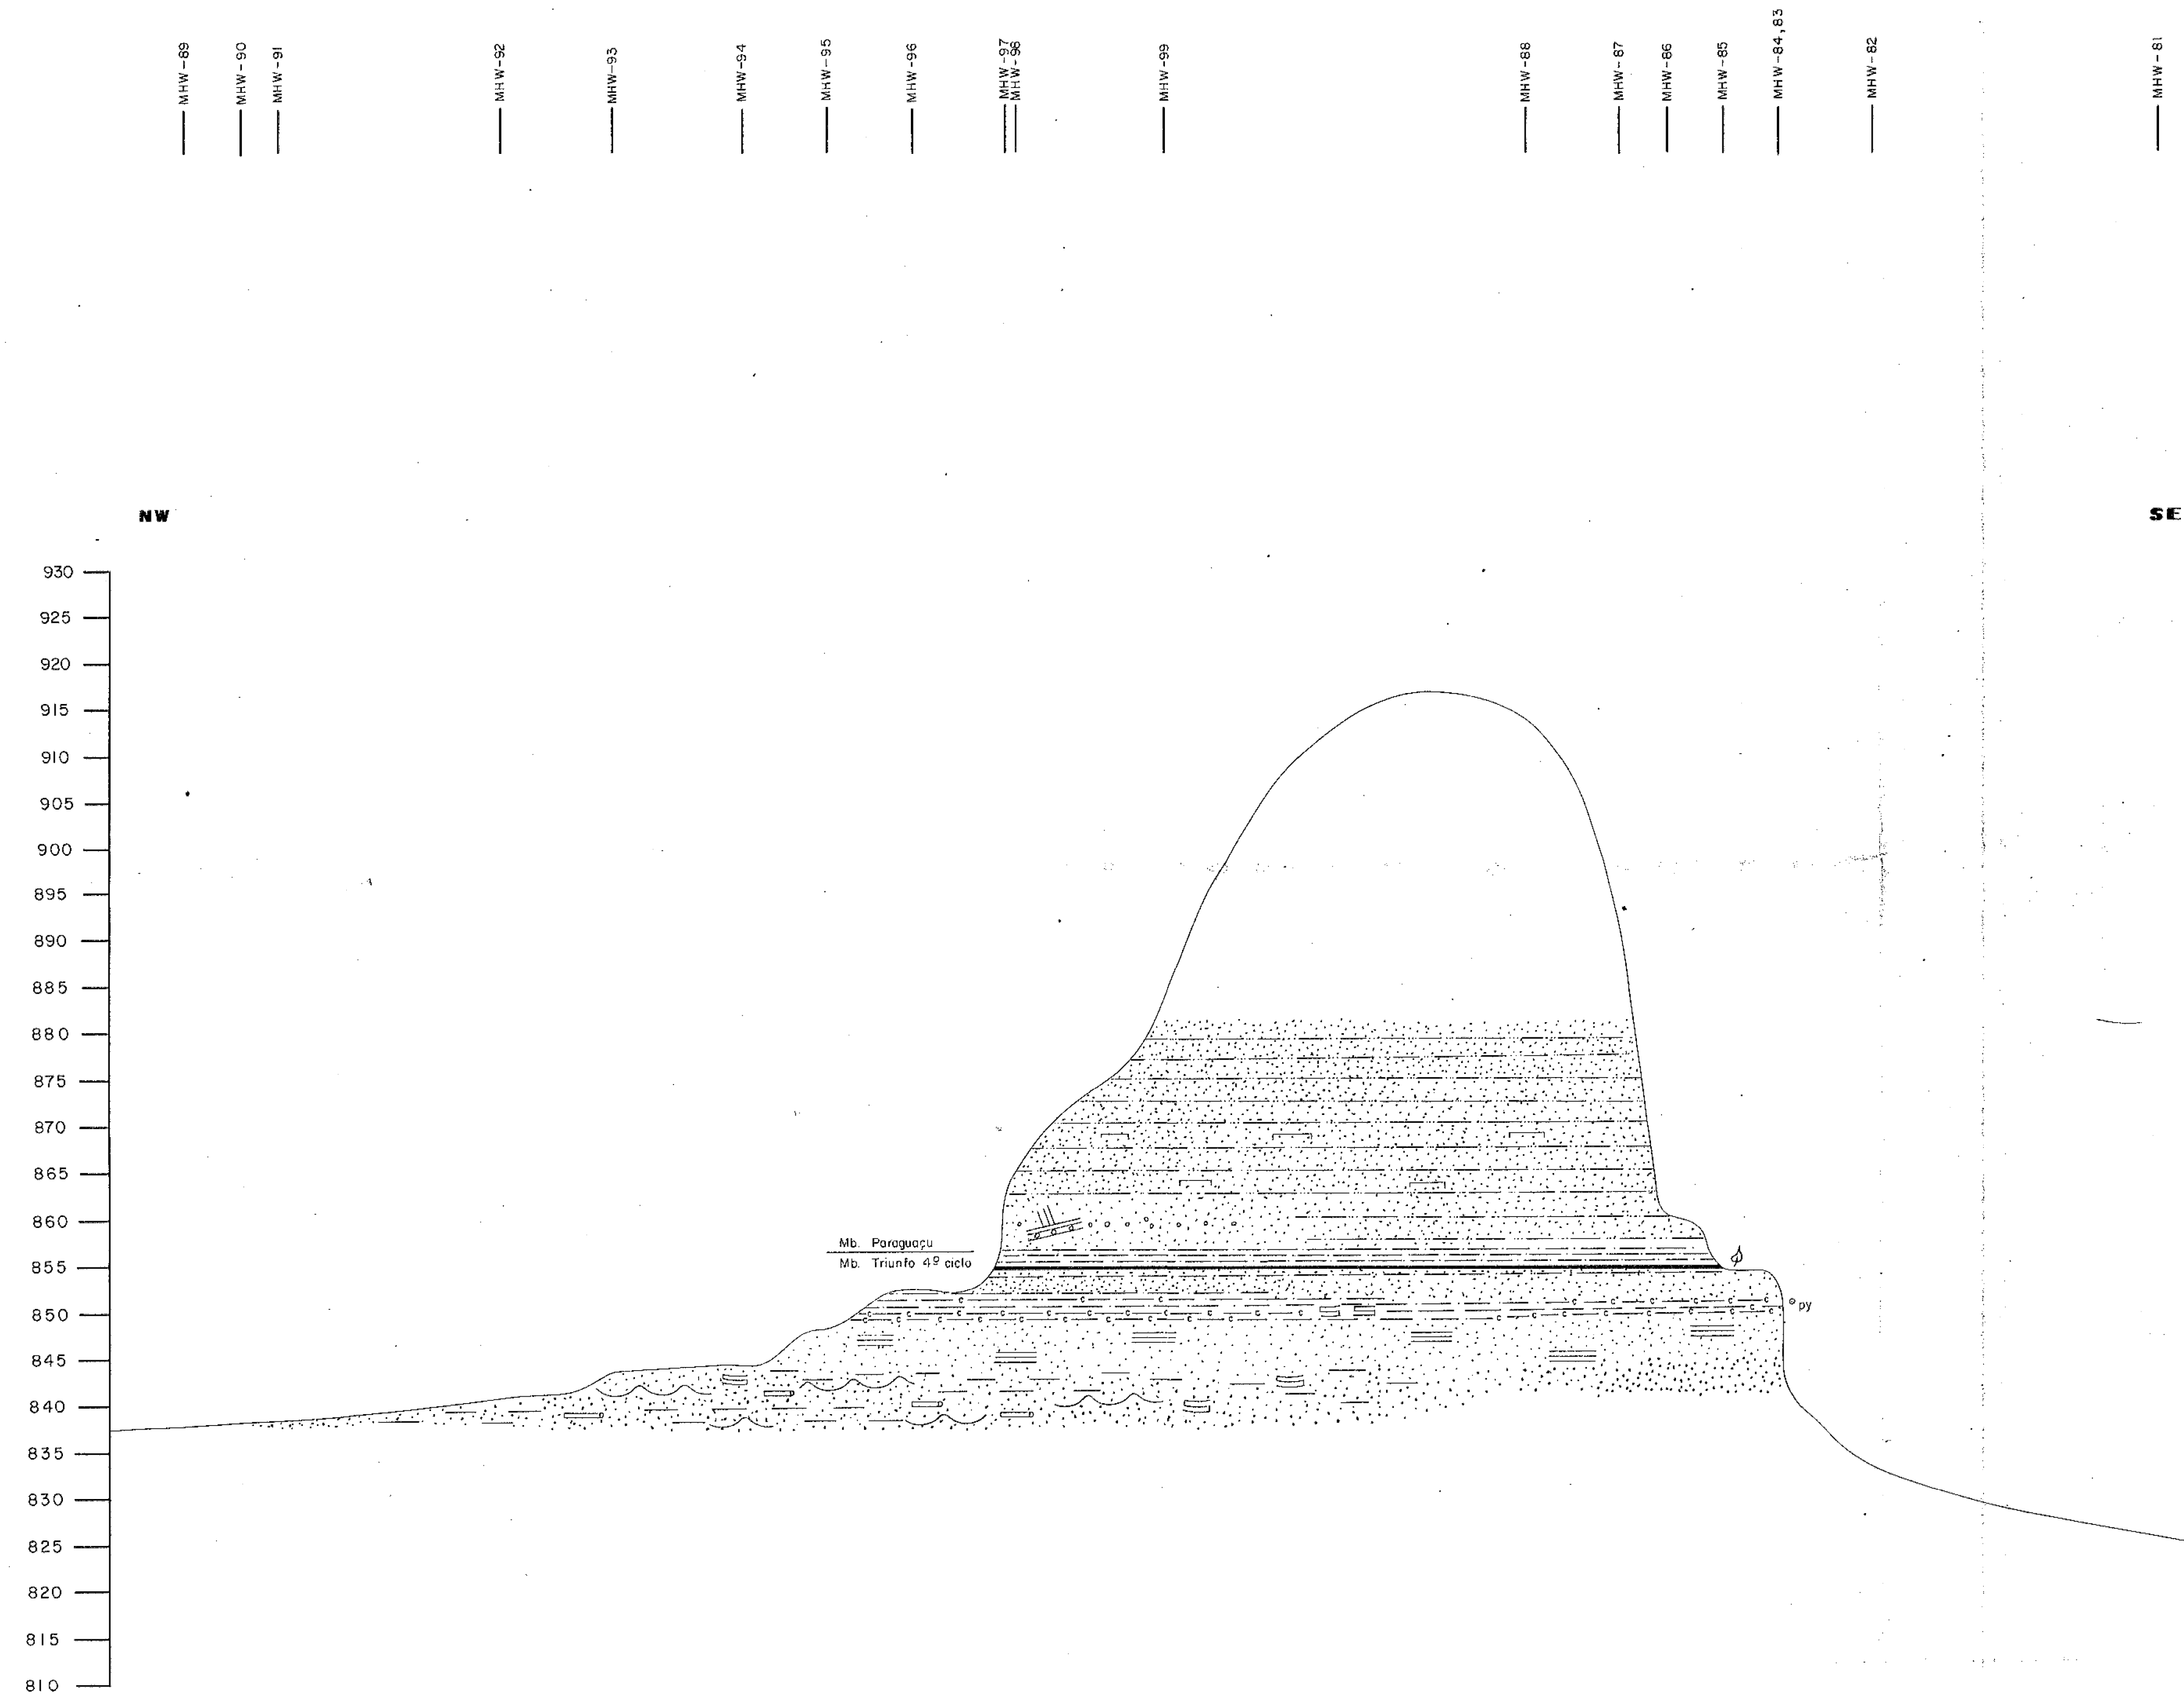 MHW-89
MHW-90
MHW-91
MHW-92
MHW-93
MHW-94
MHW-95
MHW-96
MHW-97
MHW-98
MHW-99
MHW-88
MHW-87
MHW-86
MHW-85
MHW-84,83
MHW-82
MHW-81
NW
SE
930
925
920
915
910
905
900
895
890
885
880
875
870
865
860
Mb. Paraguaçu
Mb. Triunfo 4º ciclo
855
850
py
845
840
835
830
825
820
815
810